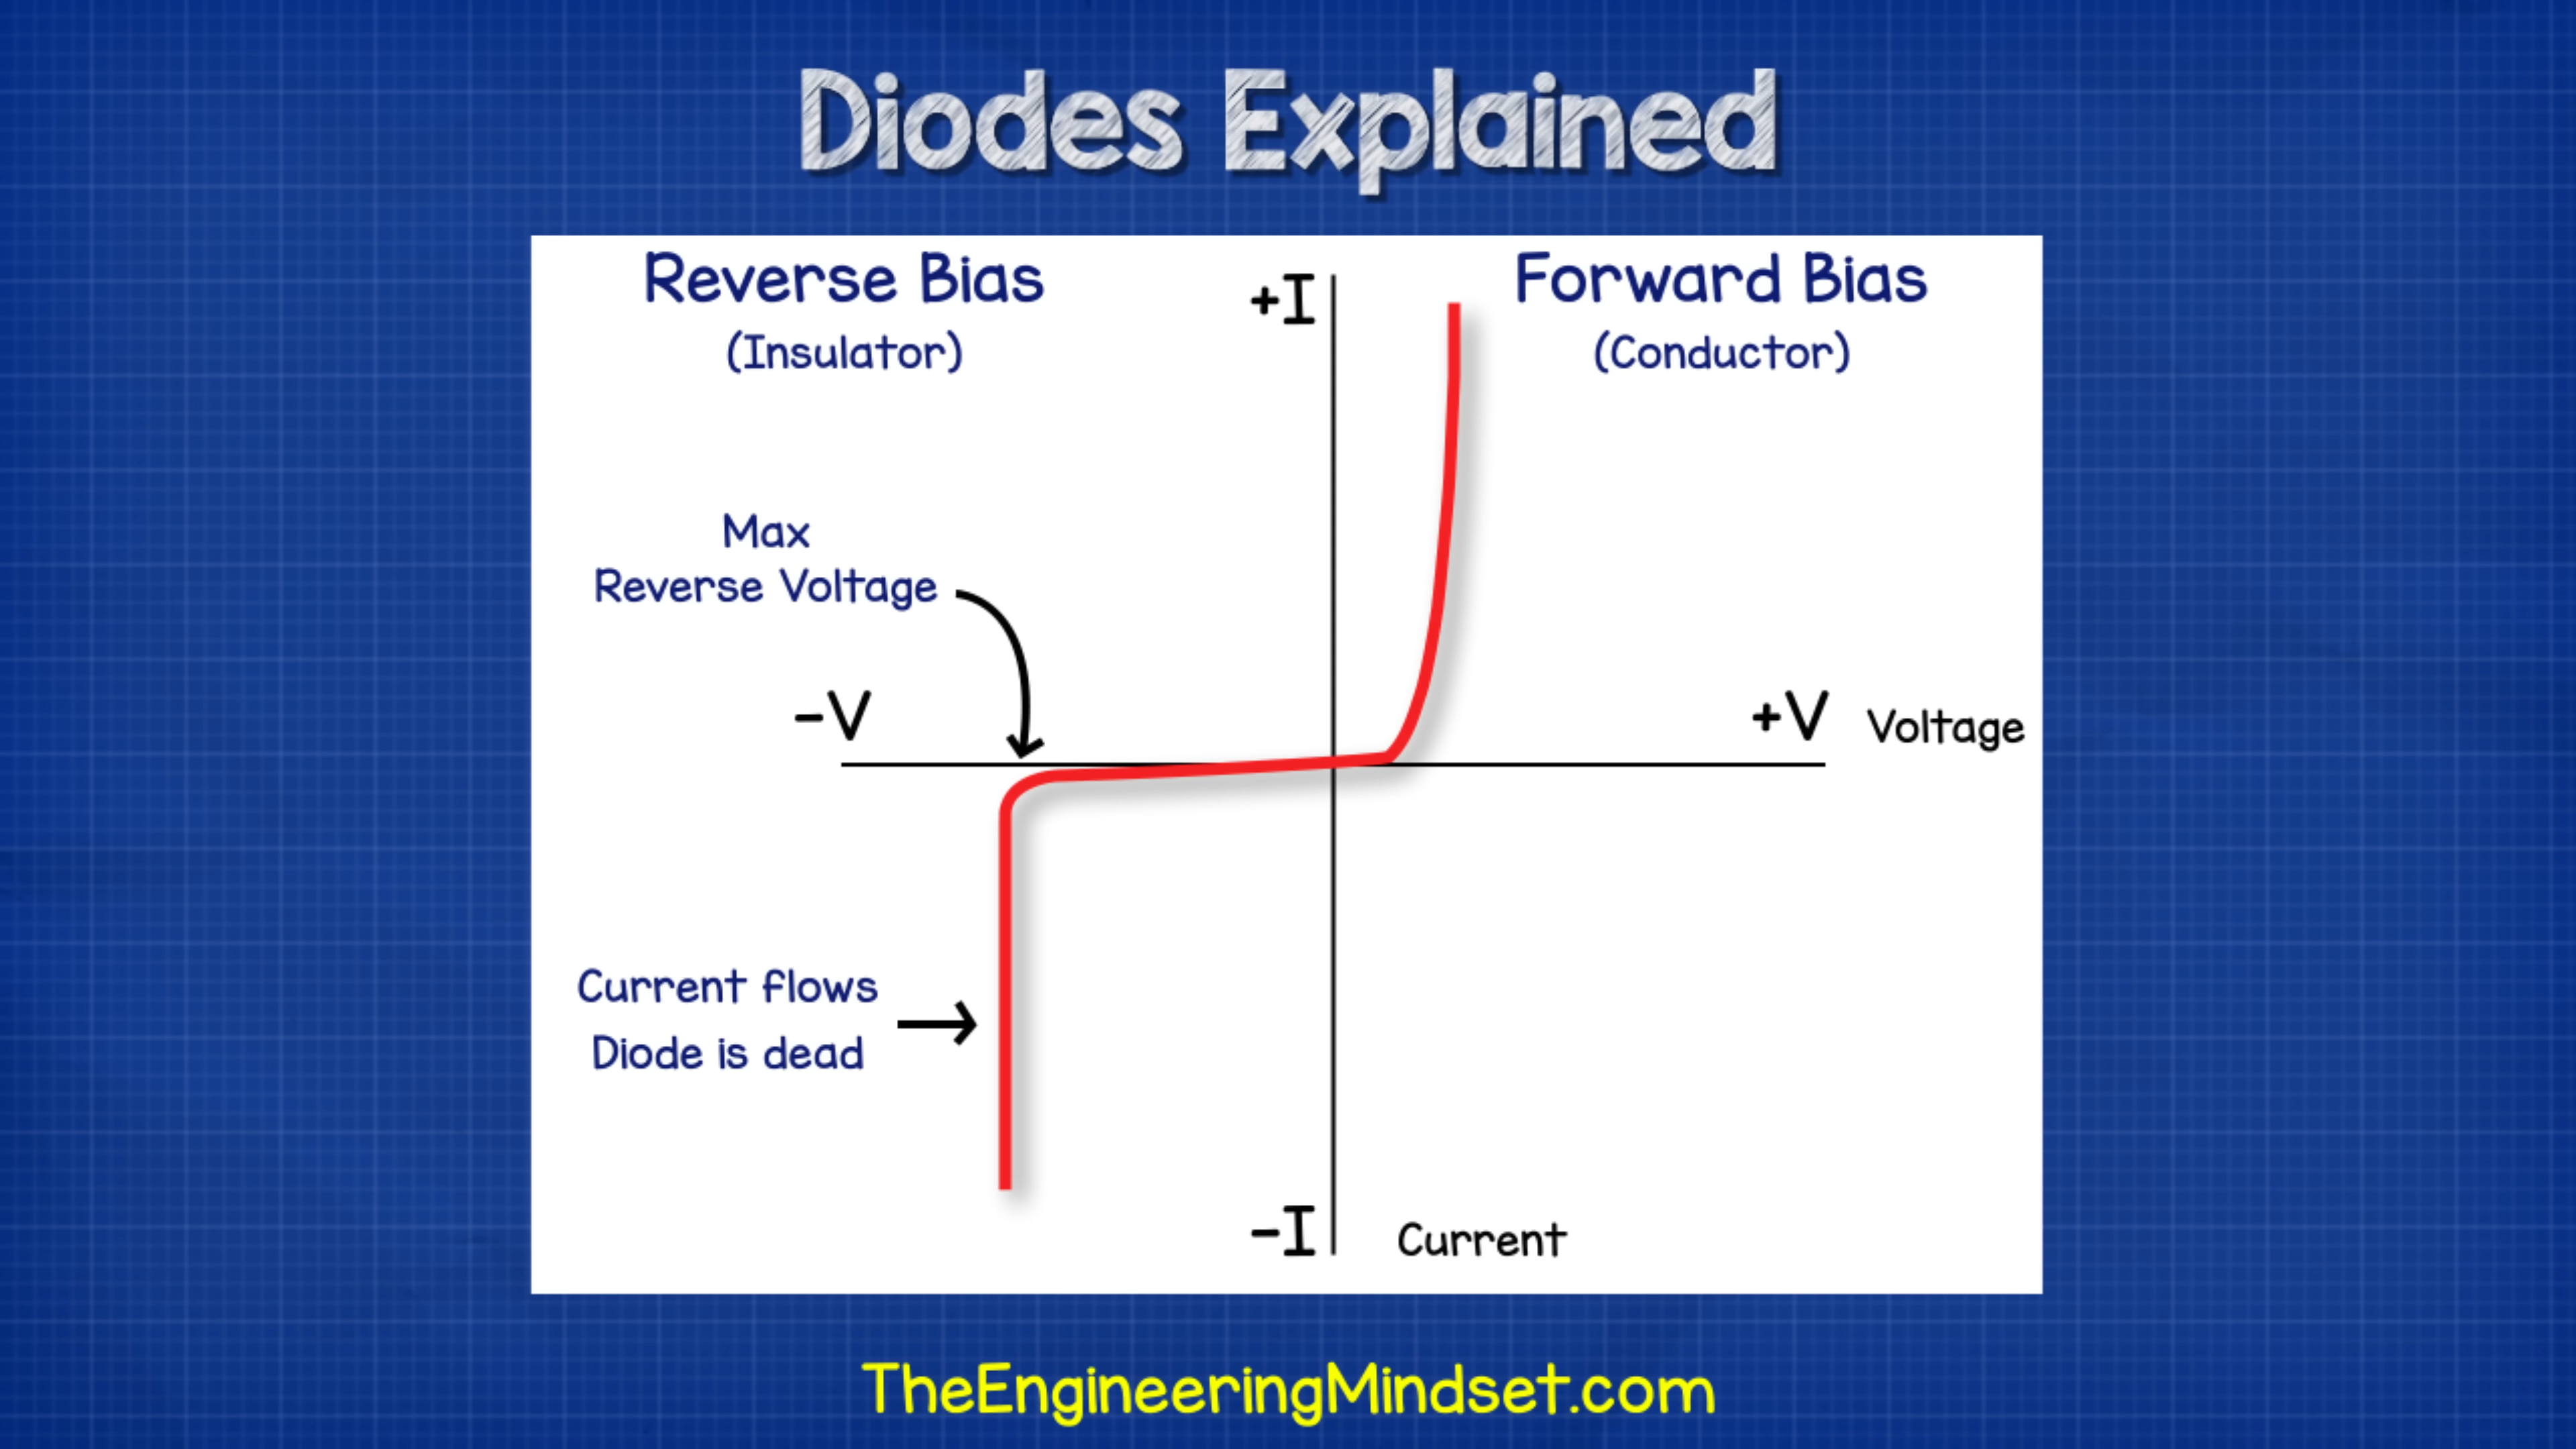 Diodes Explained
Reverse Bias
(Insulator)
+I
Forward Bias
(Conductor)
Max
Reverse Voltage
-V
+V
Voltage
Current flows
Diode is dead
-I
Current
TheEngineeringMindset.com